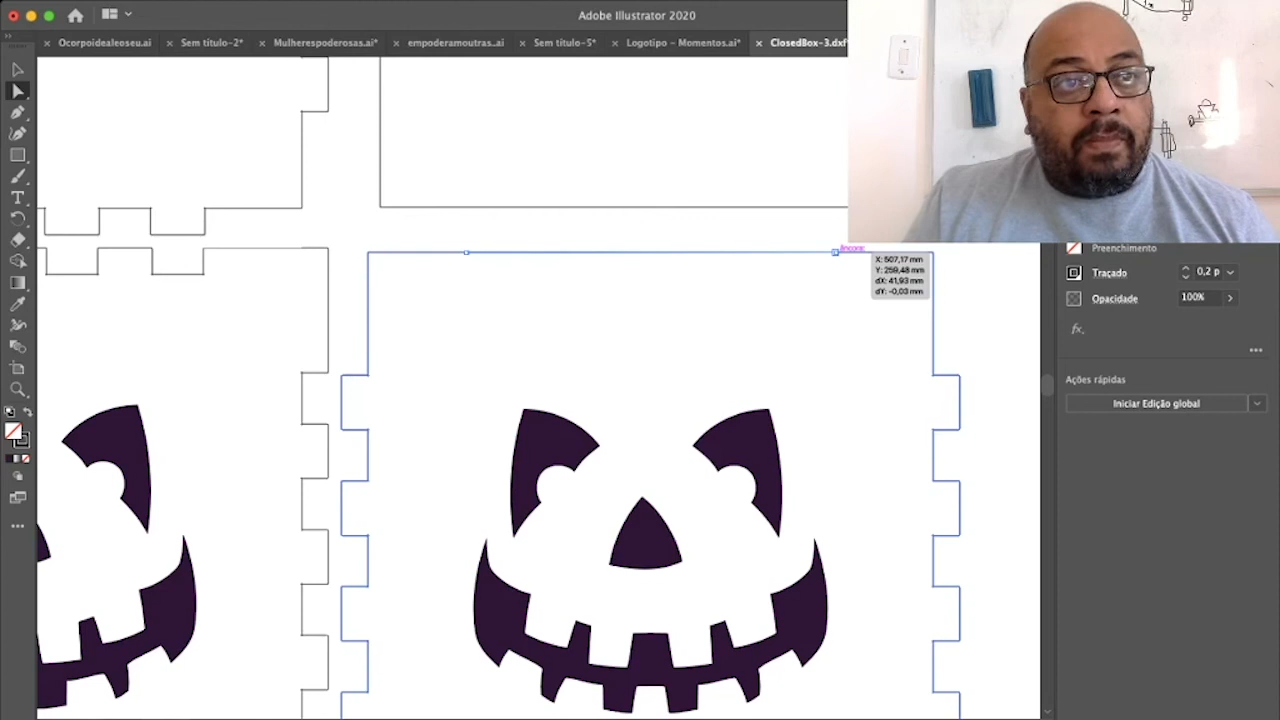 Adobe Illustrator 2020
Ocorpoidealeoseu.ai
Sem título-2*
Mulherespoderosas.ai*
empoderamoutras..ai
Sem título-5*
Logotipo - Momentos.ai*
ClosedBox-3.dxf*
âncora
X: 507,17 mm
Y: 259,48 mm
dX: 41,93 mm
dY: -0,03 mm
Preenchimento
Traçado
0,2 p
Opacidade
100%
fx.
Ações rápidas
Iniciar Edição global